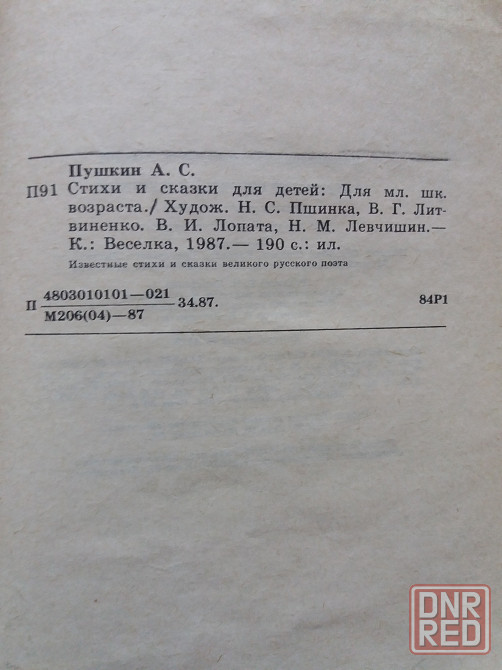 Пушкин А. С.
П91 Стихи и сказки для детей: Для мл. шк.
возраста./ Худож. Н. С. Пшинка, В. Г. Лит-
виненко. В. И. Лопата, Н. М. Левчишин.—
К.: Веселка, 1987.— 190 с.: ил.
Известные стихи и сказки великого русского поэта
П 4803010101—021
М206(04)—87 34.87. 84Р1
DNR
RED